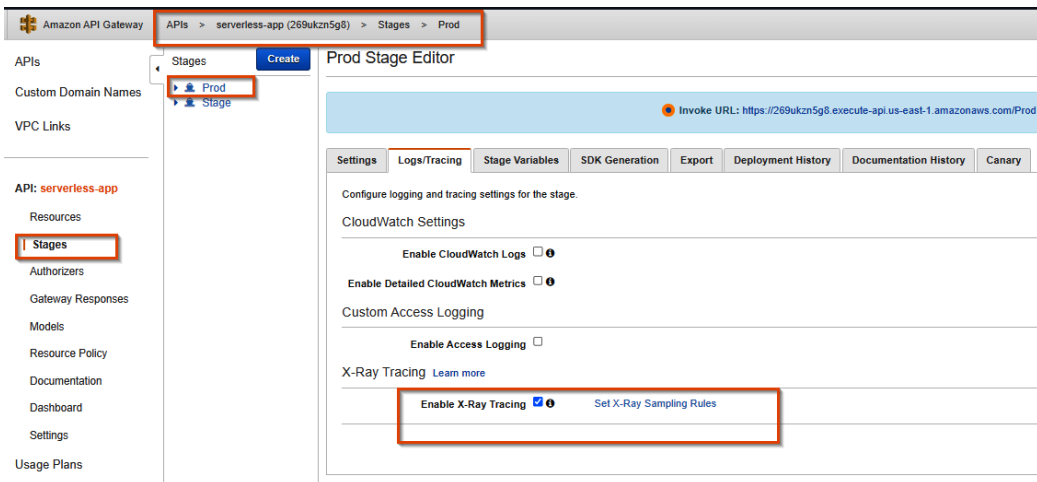 Amazon API Gateway
APIs > serverless-app (269ukzn5g8) > Stages > Prod
APIs
Custom Domain Names
VPC Links
API: serverless-app
Resources
Stages
Authorizers
Gateway Responses
Models
Resource Policy
Documentation
Dashboard
Settings
Usage Plans
Stages
Create
Prod
Stage
Prod Stage Editor
Invoke URL: https://269ukzn5g8.execute-api.us-east-1.amazonaws.com/Prod
Settings Logs/Tracing Stage Variables SDK Generation Export Deployment History Documentation History Canary
Configure logging and tracing settings for the stage.
CloudWatch Settings
Enable CloudWatch Logs
Enable Detailed CloudWatch Metrics
Custom Access Logging
Enable Access Logging
X-Ray Tracing Learn more
Enable X-Ray Tracing Set X-Ray Sampling Rules